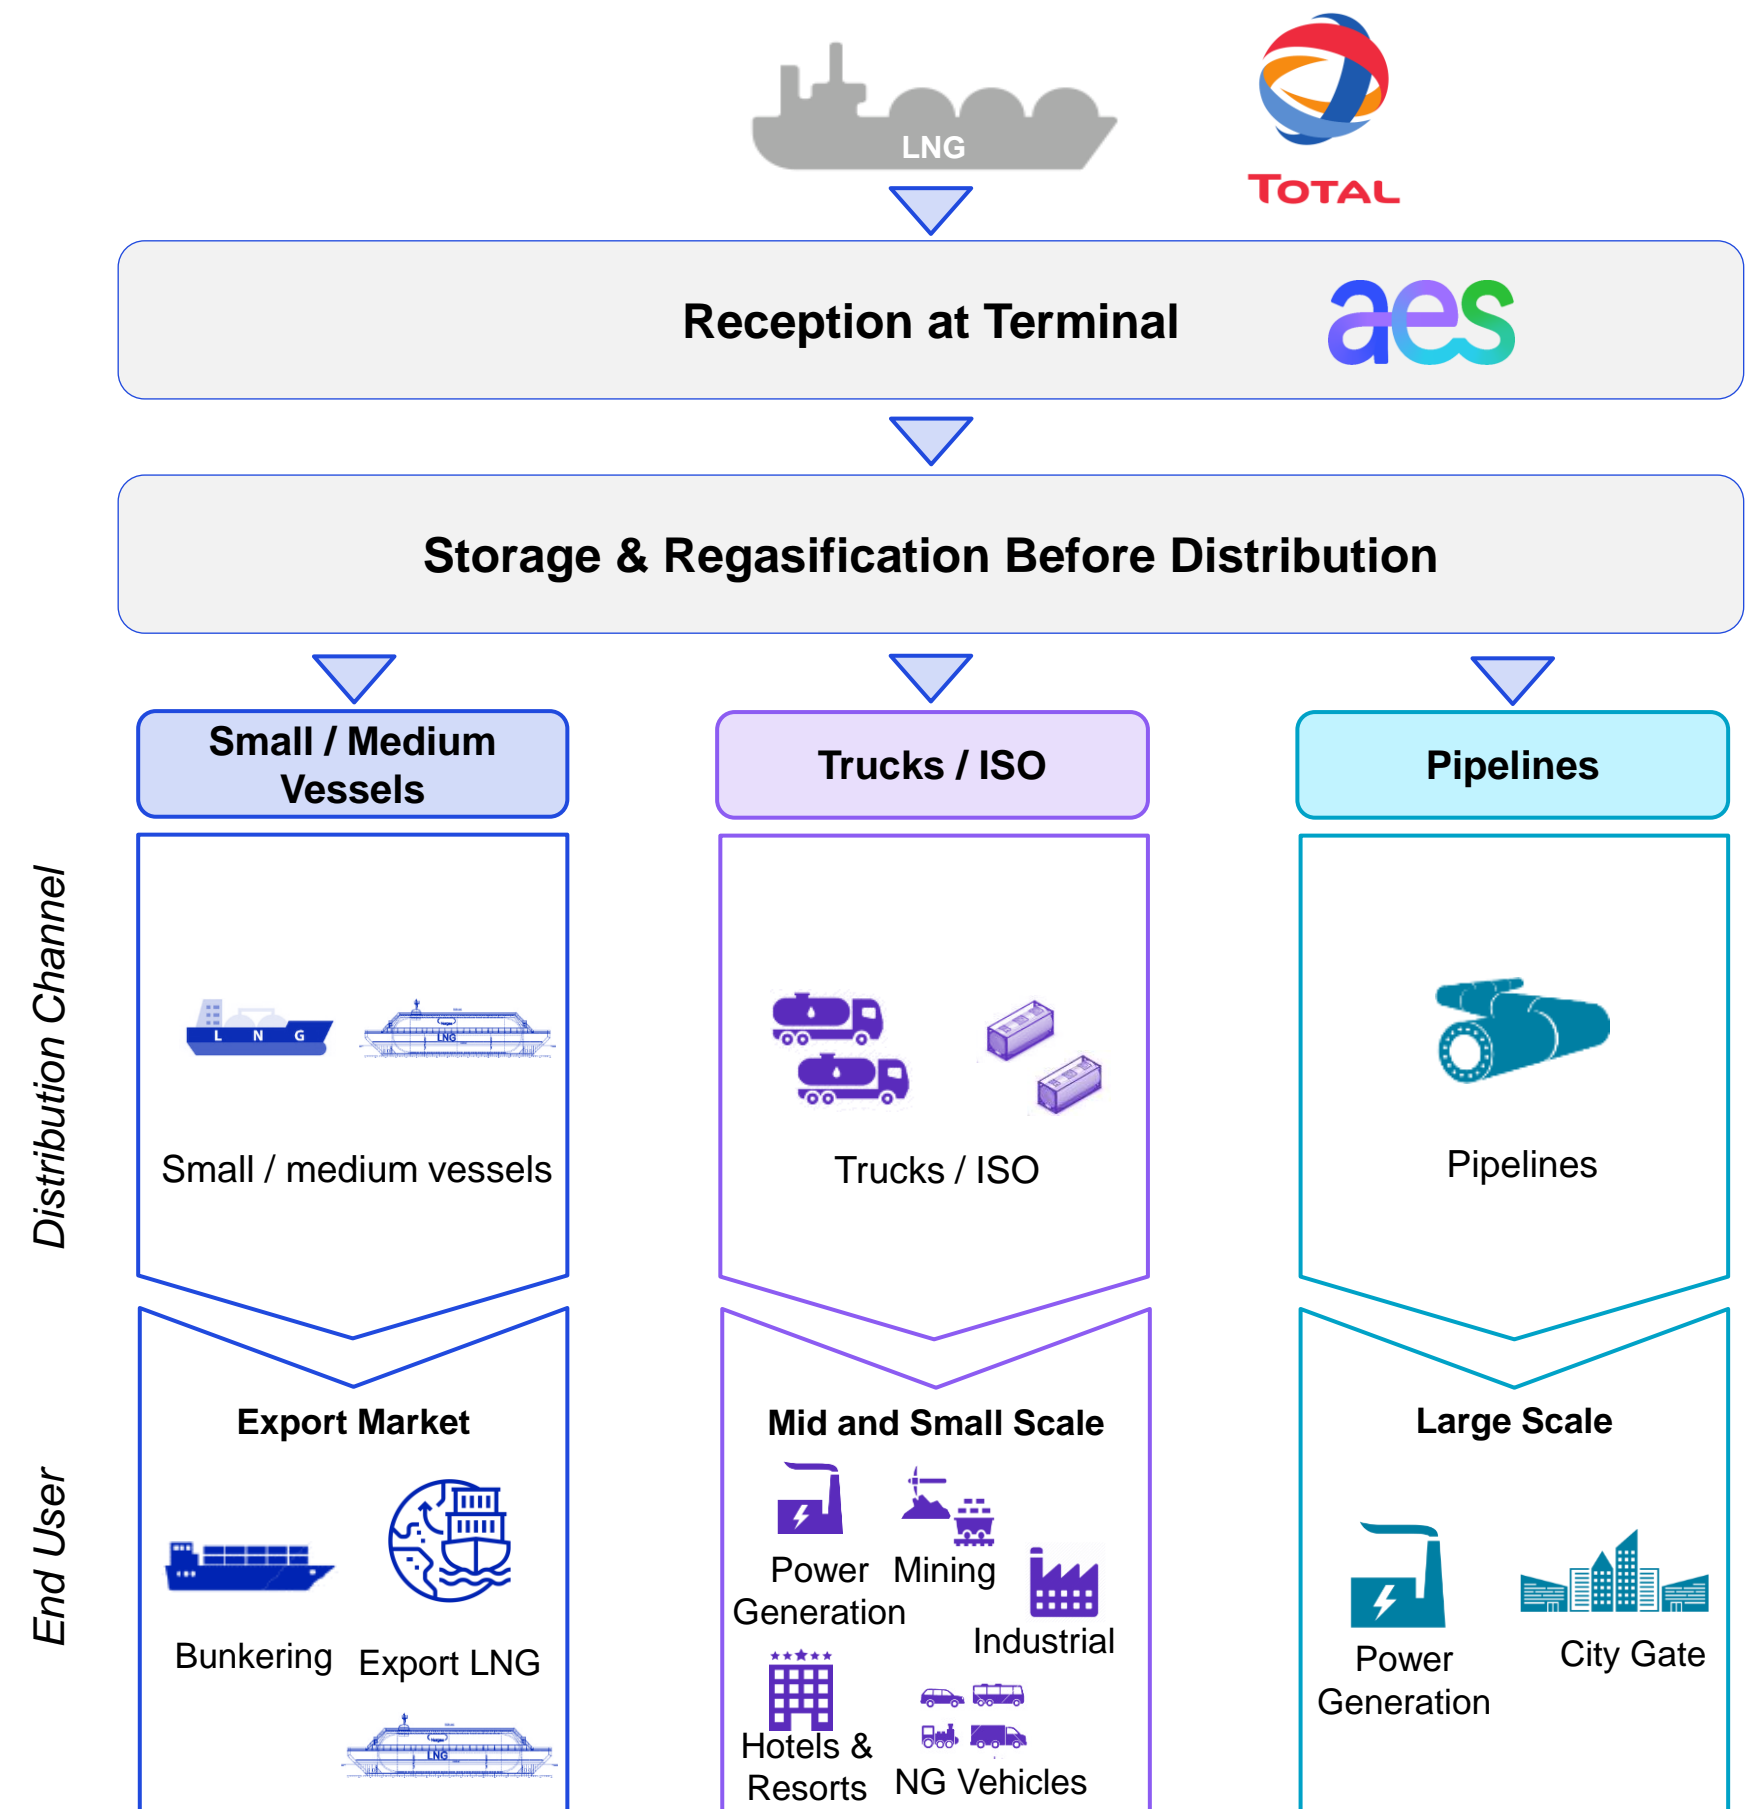 LNG
TOTAL
Reception at Terminal
aes
Storage & Regasification Before Distribution
Small / Medium
Vessels
Trucks / ISO
Pipelines
Distribution Channel
L N G
LNG
Small / medium vessels
Trucks / ISO
Pipelines
End User
Export Market
Bunkering
Export LNG
LNG
Mid and Small Scale
Power
Generation
Mining
Industrial
Hotels &
Resorts
NG Vehicles
Large Scale
Power
Generation
City Gate